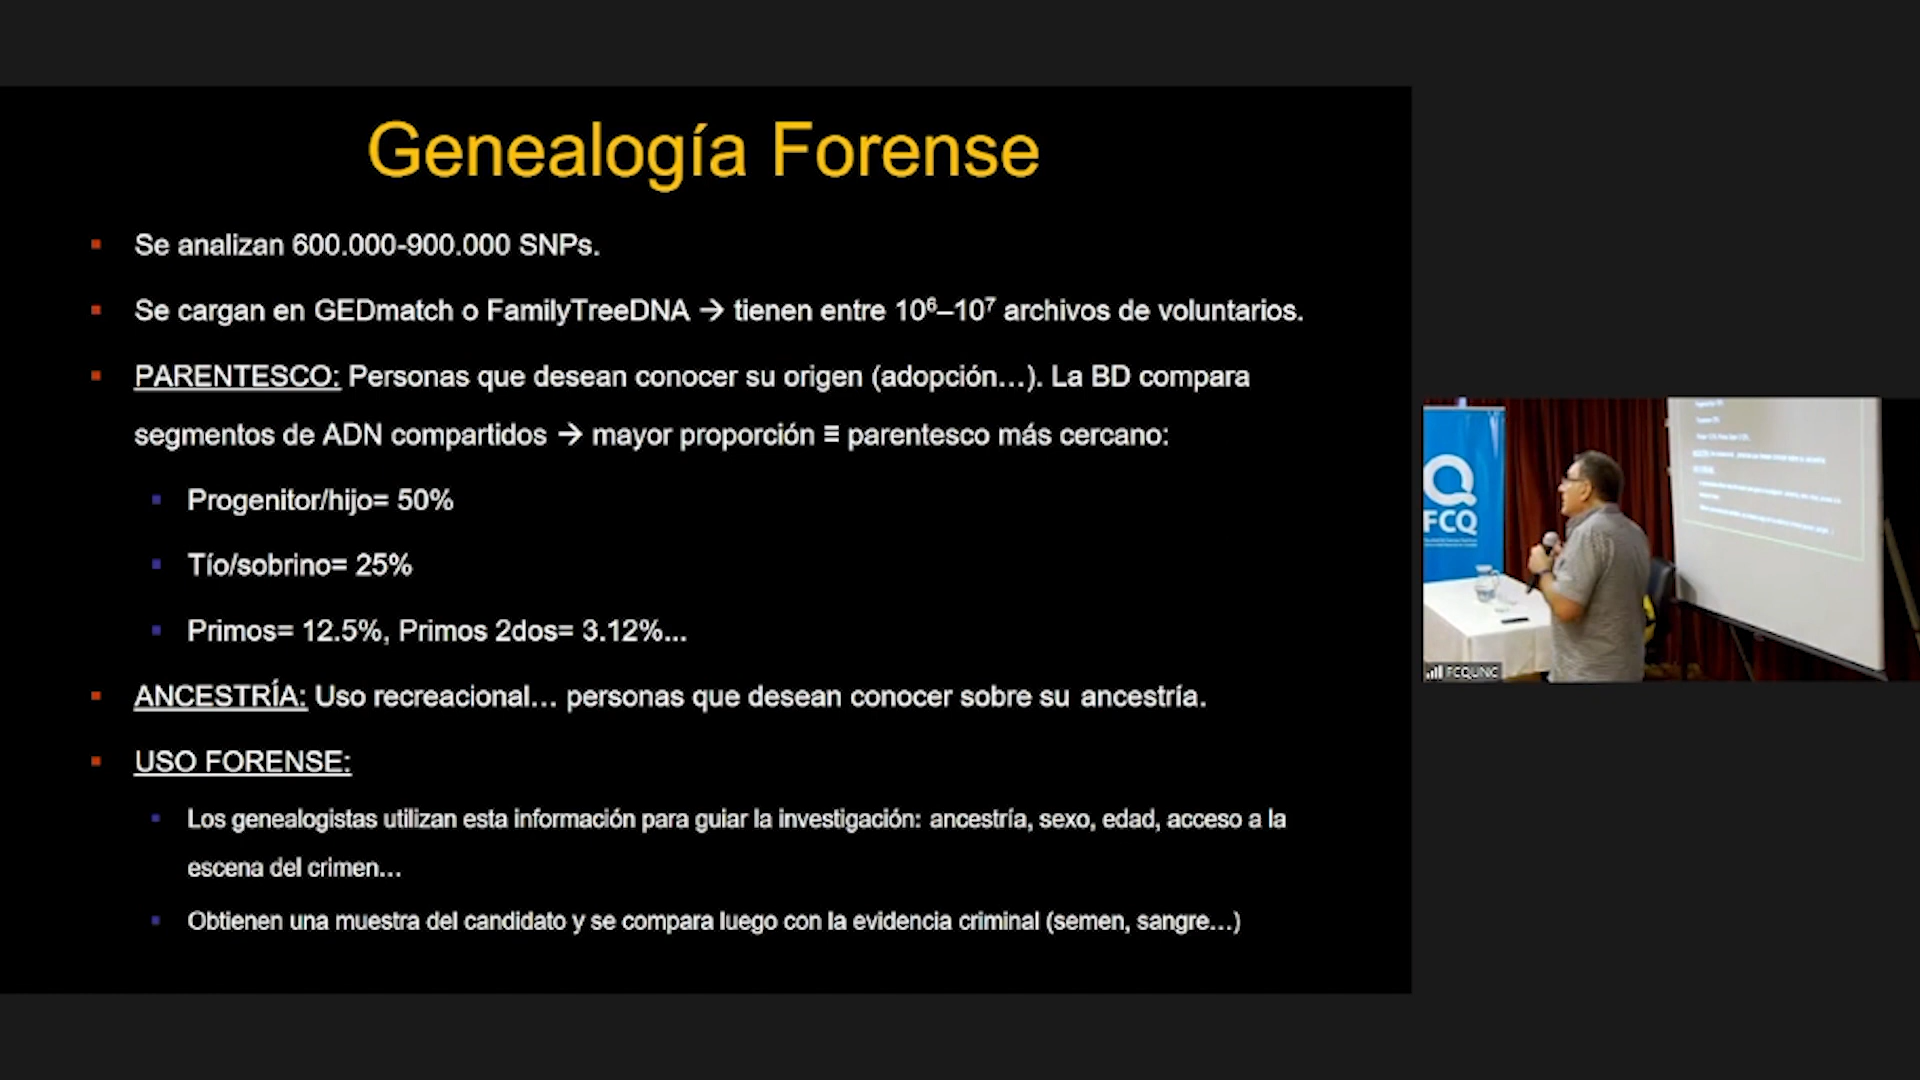 Genealogía Forense
Se analizan 600.000-900.000 SNPs.
Se cargan en GEDmatch o FamilyTreeDNA → tienen entre 10⁶–10⁷ archivos de voluntarios.
PARENTESCO: Personas que desean conocer su origen (adopción…). La BD compara
segmentos de ADN compartidos → mayor proporción ≡ parentesco más cercano:
Progenitor/hijo= 50%
Tío/sobrino= 25%
Primos= 12.5%, Primos 2dos= 3.12%...
ANCESTRÍA: Uso recreacional… personas que desean conocer sobre su ancestría.
USO FORENSE:
Los genealogistas utilizan esta información para guiar la investigación: ancestría, sexo, edad, acceso a la
escena del crimen…
Obtienen una muestra del candidato y se compara luego con la evidencia criminal (semen, sangre…)
FCQ
FCQUNC